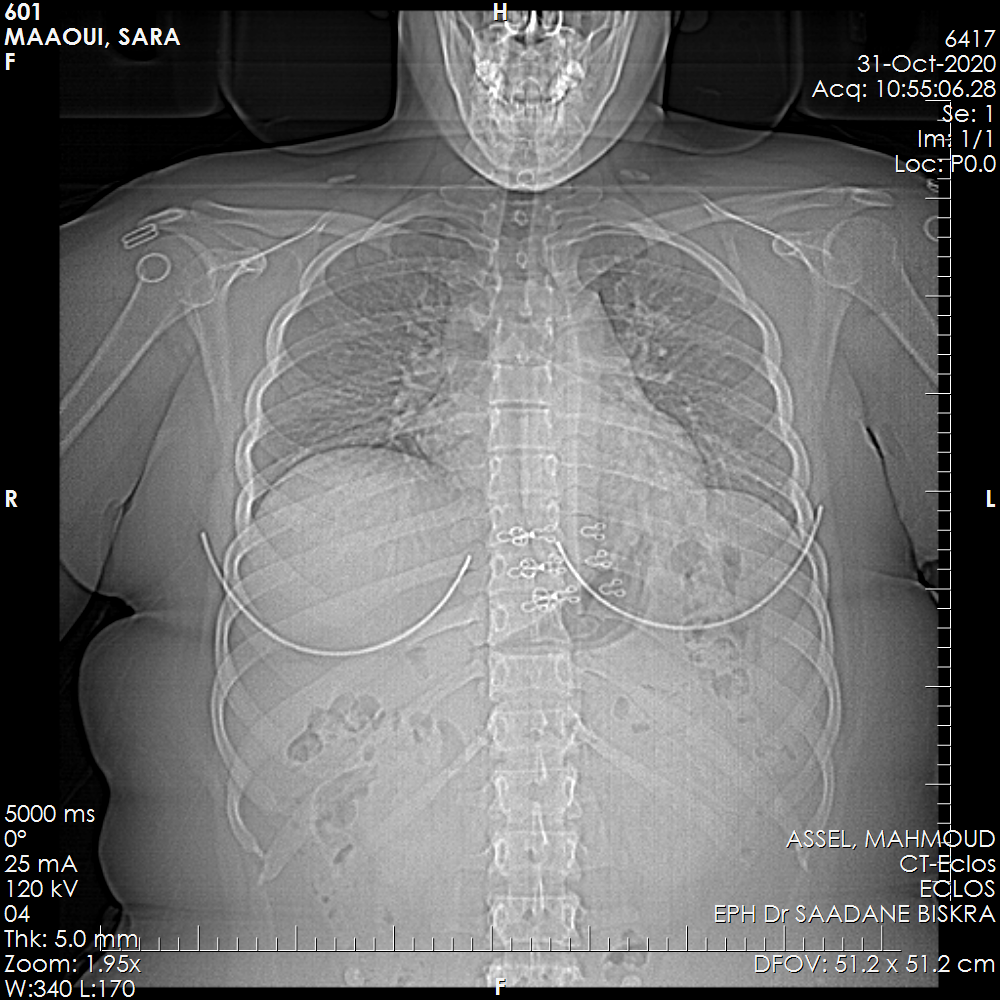 601
MAAOUI, SARA
F
H
6417
31-Oct-2020
Acq: 10:55:06.28
Se: 1
Im: 1/1
Loc: P0.0
R
L
5000 ms
0°
25 mA
120 kV
04
Thk: 5.0 mm
Zoom: 1.95x
W:340 L:170
ASSEL, MAHMOUD
CT-Eclos
ECLOS
EPH Dr SAADANE BISKRA
DFOV: 51.2 x 51.2 cm
F